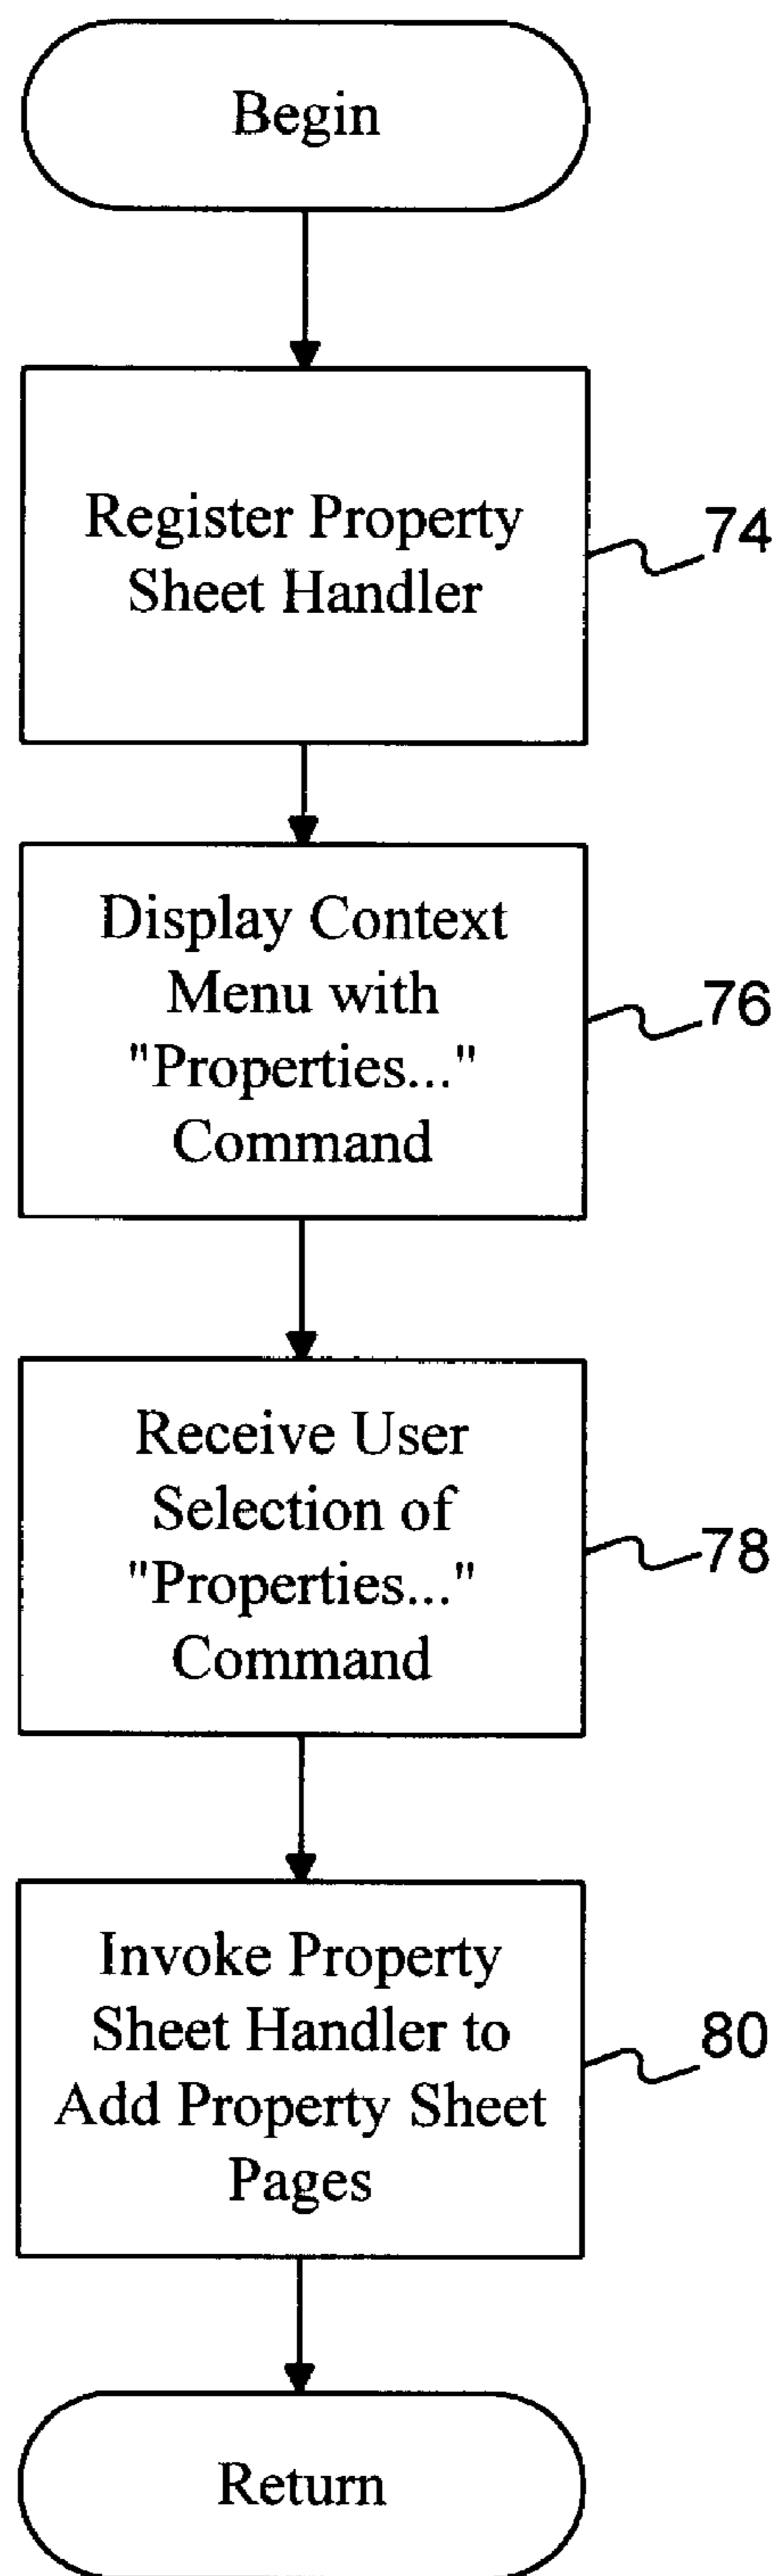 Begin
Register Property
Sheet Handler
74
Display Context
Menu with
"Properties..."
Command
76
Receive User
Selection of
"Properties..."
Command
78
Invoke Property
Sheet Handler to
Add Property Sheet
Pages
80
Return